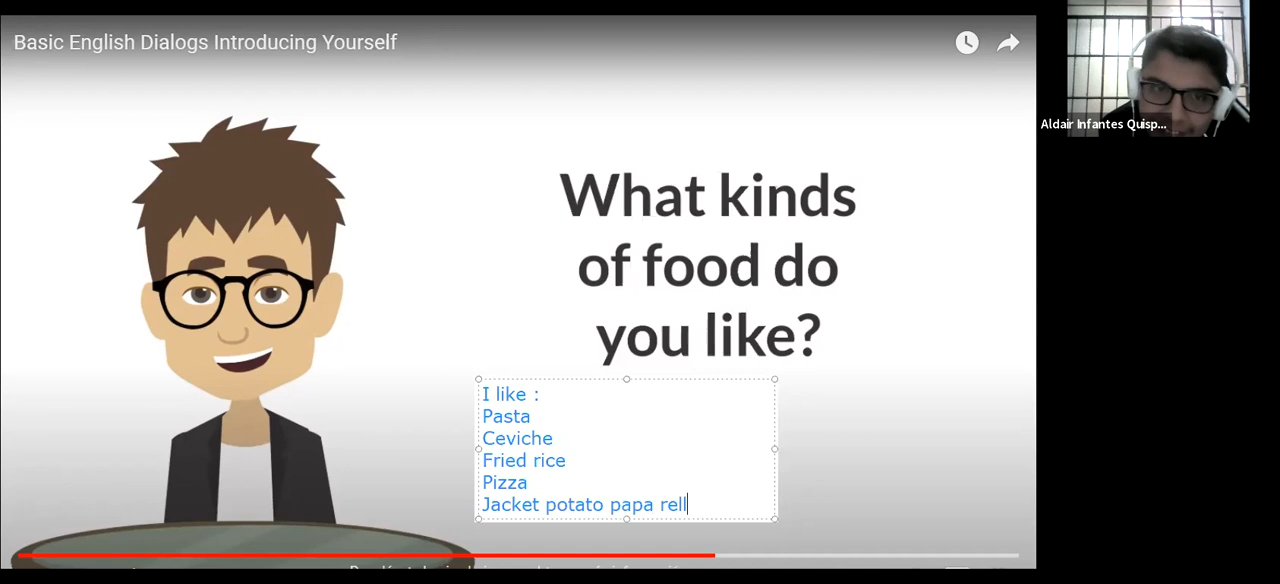 Basic English Dialogs Introducing Yourself
Aldair Infantes Quisp...
What kinds
of food do
you like?
I like :
Pasta
Ceviche
Fried rice
Pizza
Jacket potato papa rell